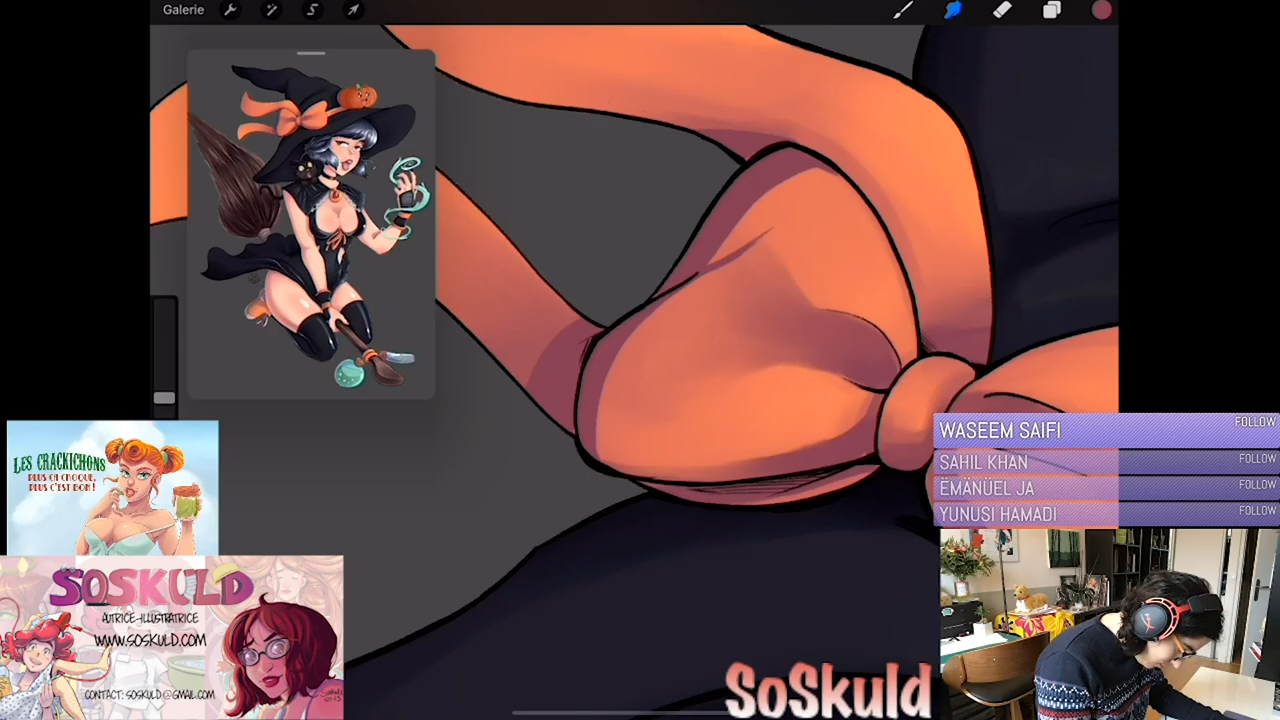 Galerie
WASEEM SAIFI
FOLLOW
SAHIL KHAN
FOLLOW
ËMÄNÜEL JA
FOLLOW
YUNUSI HAMADI
FOLLOW
LES CRACKICHONS
PLUS ÇA CROQUE,
PLUS C'EST BON !
SOSKULD
AUTRICE-ILLUSTRATRICE
WWW.SOSKULD.COM
CONTACT: SOSKULD@GMAIL.COM
SoSkuld